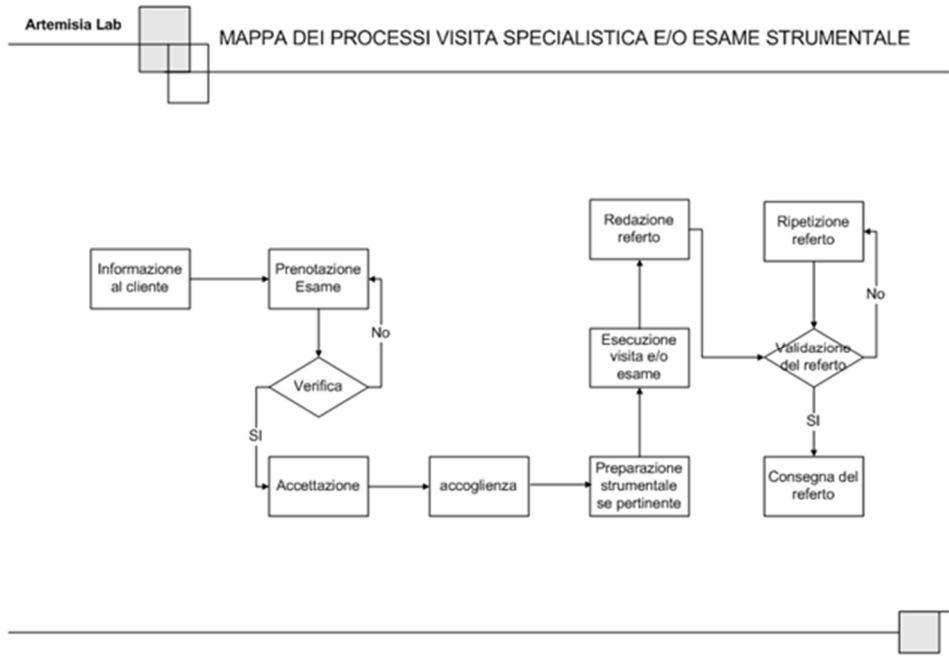 Artemisia Lab
MAPPA DEI PROCESSI VISITA SPECIALISTICA E/O ESAME STRUMENTALE
Informazione
al cliente
Prenotazione
Esame
No
Verifica
SI
Accettazione
accoglienza
Preparazione
strumentale
se pertinente
Esecuzione
visita e/o
esame
Redazione
referto
Ripetizione
referto
No
Validazione
del referto
SI
Consegna del
referto